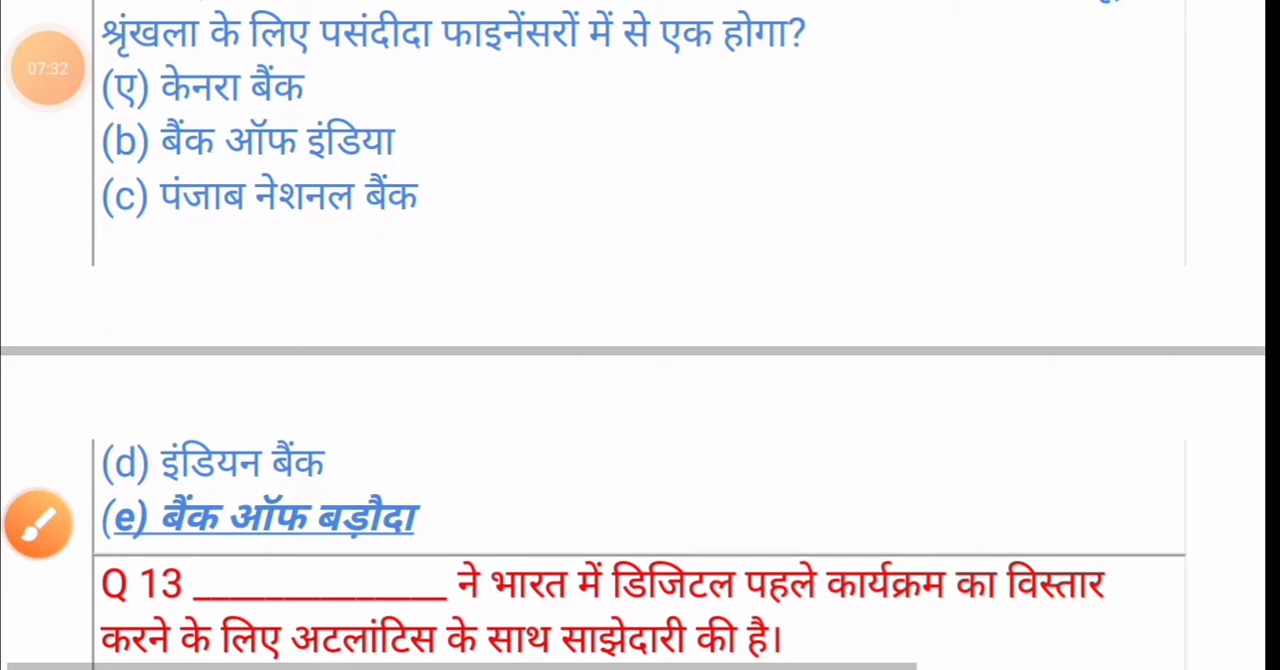 श्रृंखला के लिए पसंदीदा फाइनेंसरों में से एक होगा?
07:32
(ए) केनरा बैंक
(b) बैंक ऑफ इंडिया
(c) पंजाब नेशनल बैंक
(d) इंडियन बैंक
(e) बैंक ऑफ बड़ौदा
Q 13 ______________ ने भारत में डिजिटल पहले कार्यक्रम का विस्तार
करने के लिए अटलांटिस के साथ साझेदारी की है।